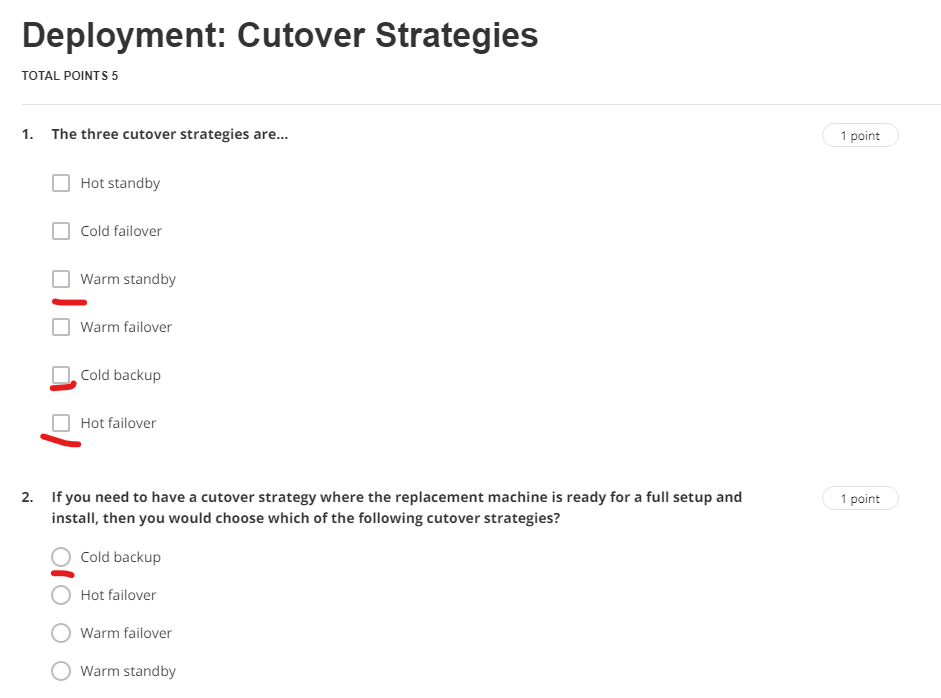 Deployment: Cutover Strategies
TOTAL POINTS 5
1. The three cutover strategies are... 1 point
Hot standby
Cold failover
Warm standby
Warm failover
Cold backup
Hot failover
2. If you need to have a cutover strategy where the replacement machine is ready for a full setup and 1 point
install, then you would choose which of the following cutover strategies?
Cold backup
Hot failover
Warm failover
Warm standby